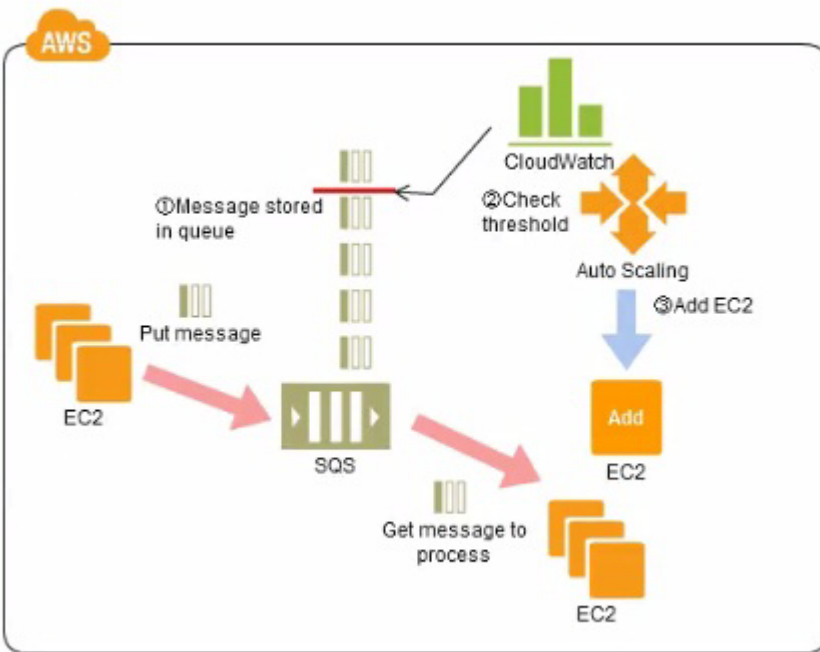 AWS
CloudWatch
①Message stored
in queue
②Check
threshold
Auto Scaling
③Add EC2
Put message
EC2
SQS
Add
EC2
Get message to
process
EC2